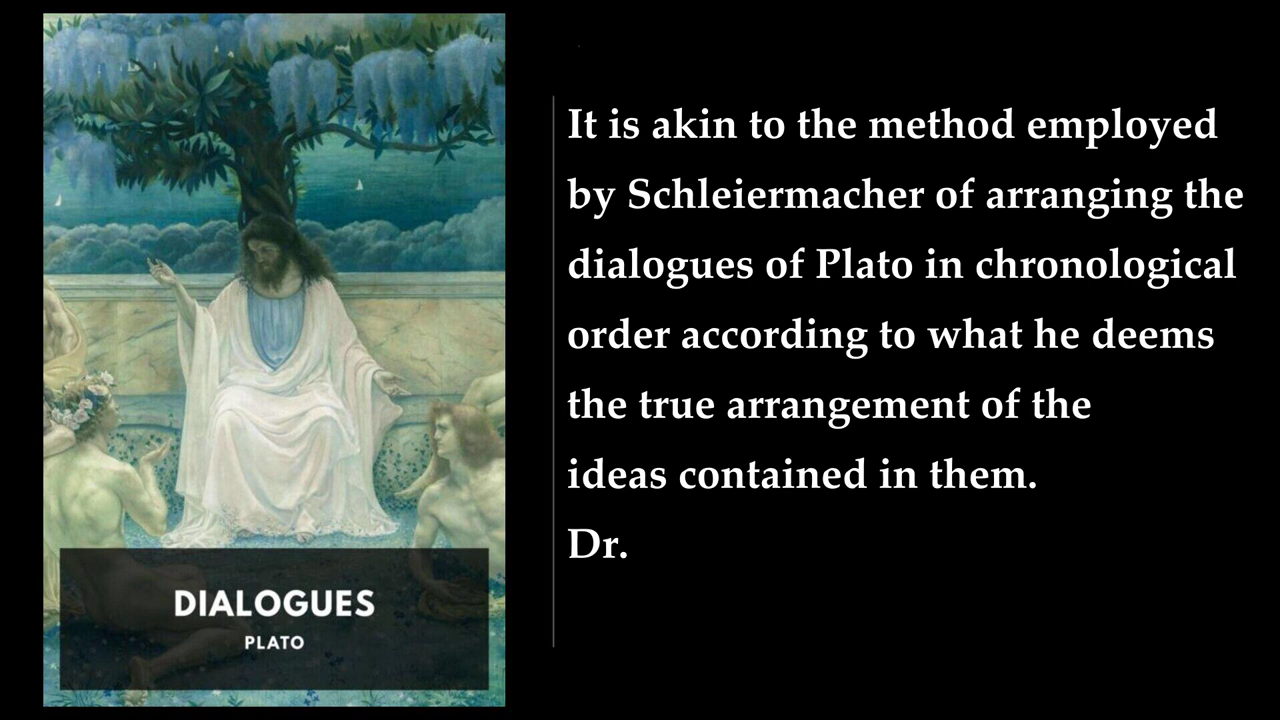 DIALOGUES
PLATO
It is akin to the method employed
by Schleiermacher of arranging the
dialogues of Plato in chronological
order according to what he deems
the true arrangement of the
ideas contained in them.
Dr.